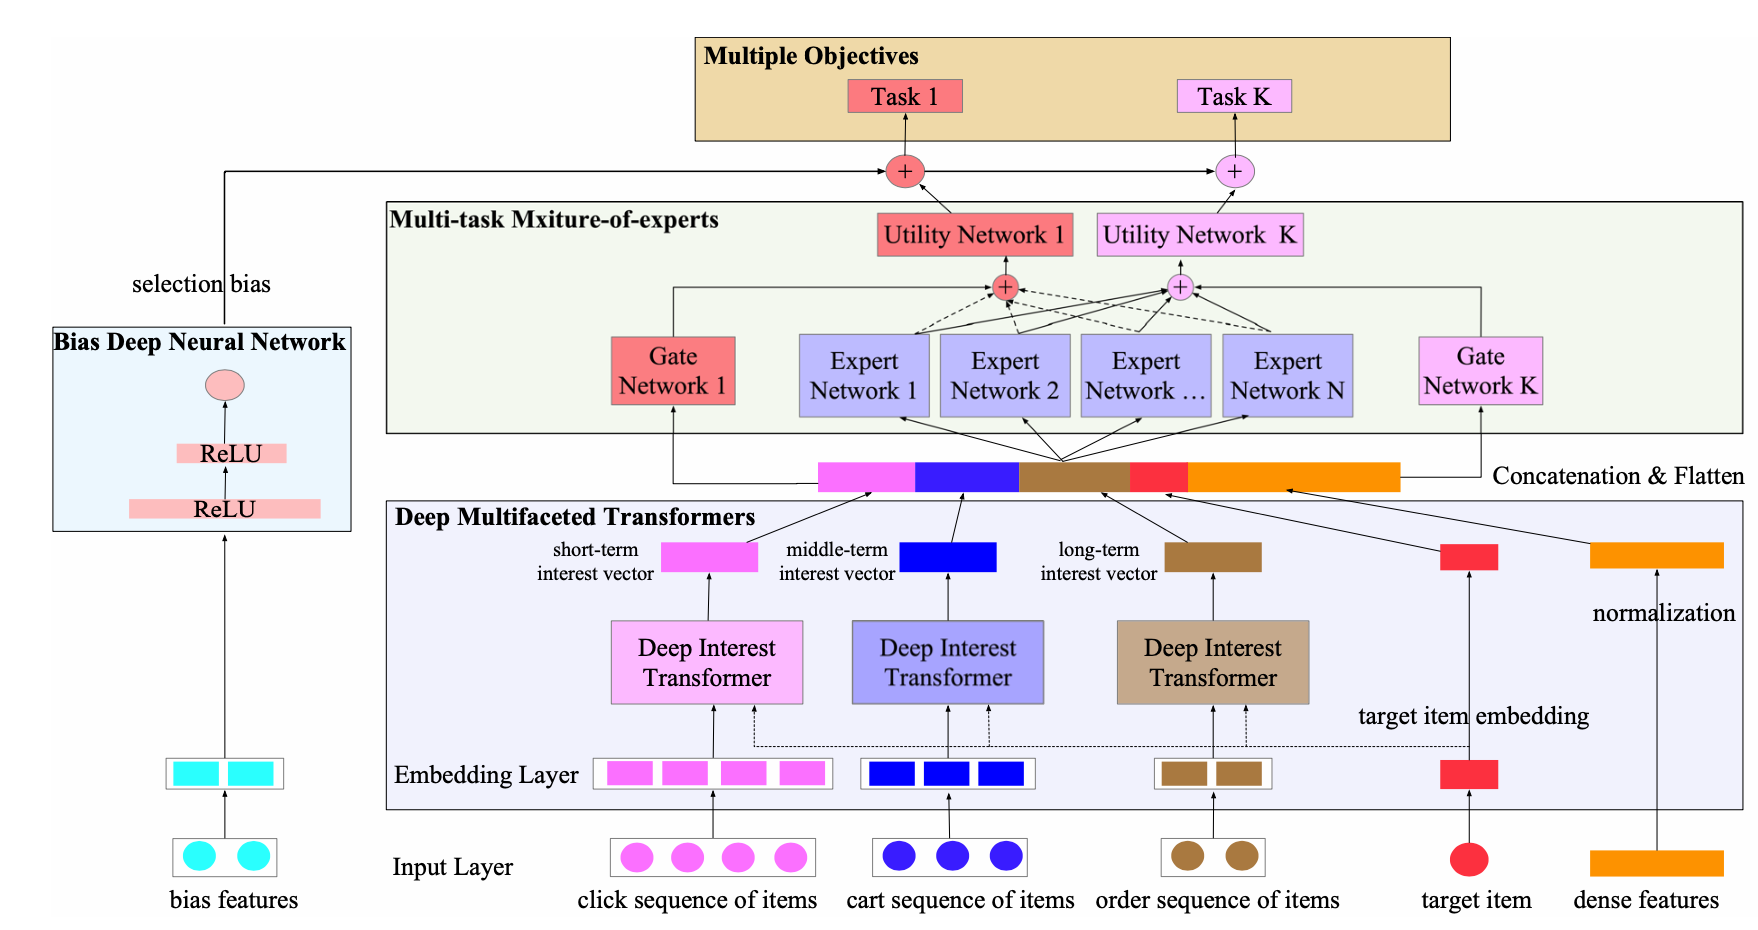 Multiple Objectives
Task 1
Task K
+
+
Multi-task Mxiture-of-experts
Utility Network 1
Utility Network K
selection bias
+
+
Bias Deep Neural Network
Gate
Network 1
Expert
Network 1
Expert
Network 2
Expert
Network …
Expert
Network N
Gate
Network K
ReLU
ReLU
Concatenation & Flatten
Deep Multifaceted Transformers
short-term
interest vector
middle-term
interest vector
long-term
interest vector
normalization
Deep Interest
Transformer
Deep Interest
Transformer
Deep Interest
Transformer
target item embedding
Embedding Layer
Input Layer
bias features
click sequence of items
cart sequence of items
order sequence of items
target item
dense features